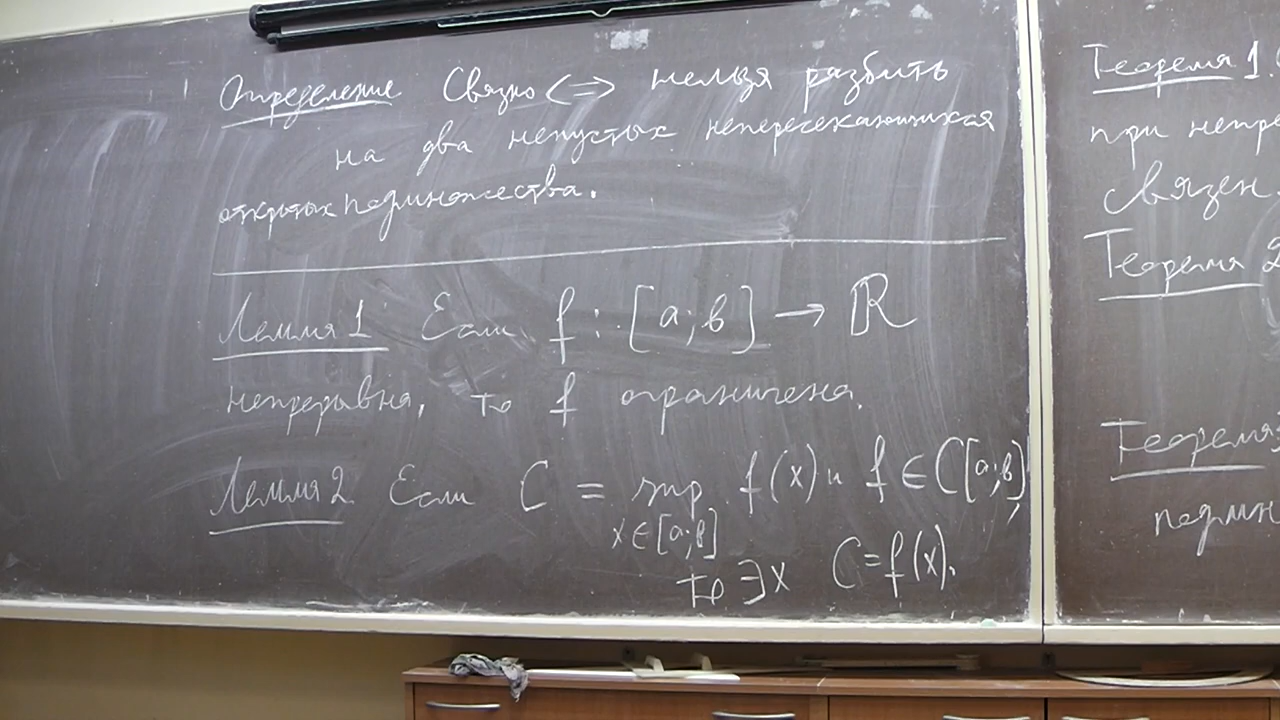 Определение Связно <=> нельзя разбить
на два непустых непересекающихся
открытых подмножества.
Лемма 1 Если f : [a;b] → ℝ
непрерывна, то f ограничена.
Лемма 2 Если C = sup f(x) и f ∈ C[a;b],
x∈[a;b]
то ∃x C=f(x).
Теорема 1.
при непре
связен
Теорема 2
Теорема
подмн